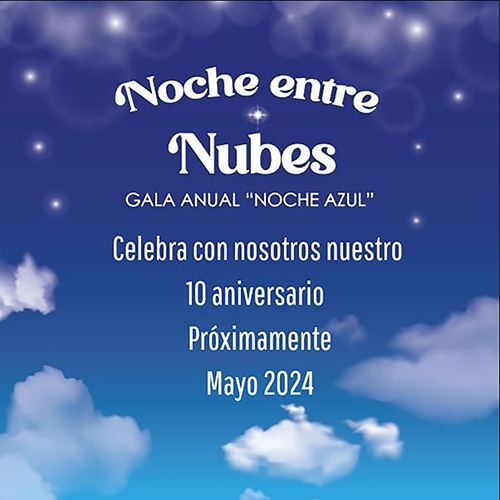 Noche entre
Nubes
GALA ANUAL “NOCHE AZUL”
Celebra con nosotros nuestro
10 aniversario
Próximamente
Mayo 2024